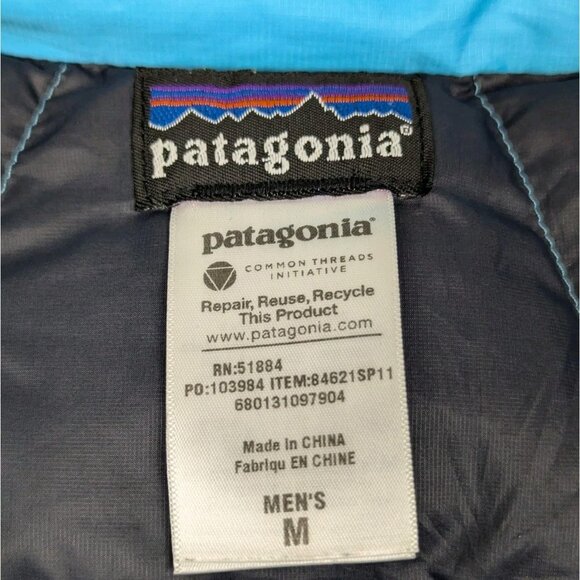 patagonia®
patagonia®
COMMON THREADS
INITIATIVE
Repair, Reuse, Recycle
This Product
www.patagonia.com
RN:51884
PO:103984 ITEM:84621SP11
680131097904
Made in CHINA
Fabriqu EN CHINE
MEN'S
M